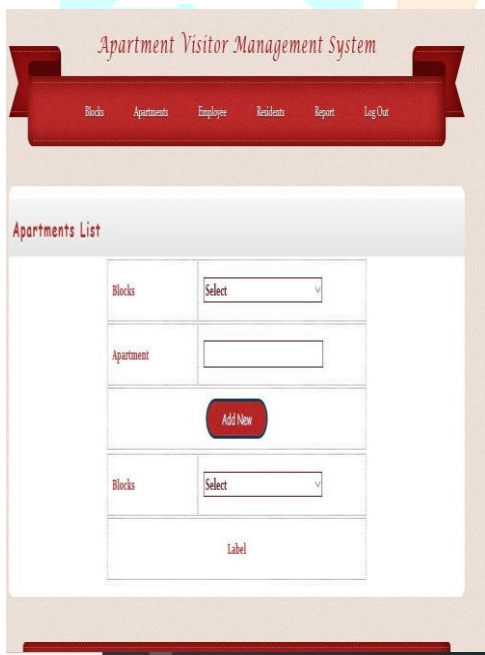 Apartment Visitor Management System
Blocks Apartments Employee Residents Report Log Out
Apartments List
Blocks Select
Apartment
Add New
Blocks Select
Label